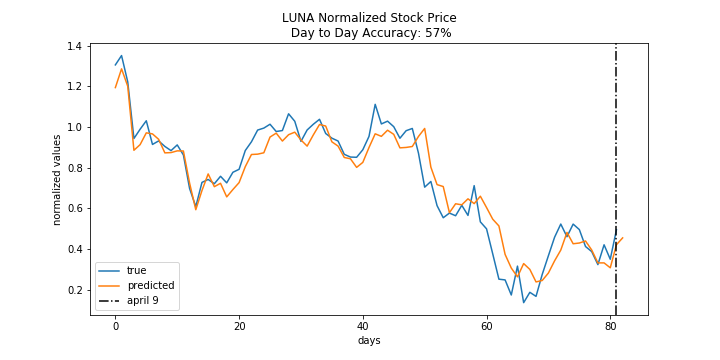 LUNA Normalized Stock Price
Day to Day Accuracy: 57%
normalized values
1.4
1.2
1.0
0.8
0.6
0.4
0.2
true
predicted
april 9
0
20
40
60
80
days